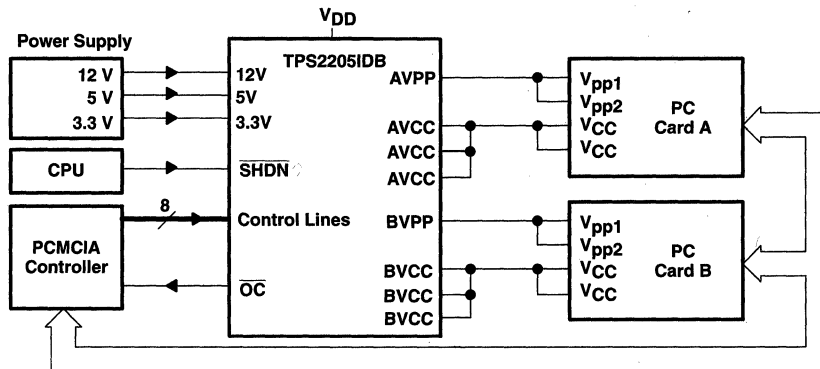 VDD
Power Supply
12 V
5 V
3.3 V
CPU
8
PCMCIA
Controller
TPS2205IDB
12V
5V
3.3V
SHDN
Control Lines
OC
AVPP
AVCC
AVCC
AVCC
BVPP
BVCC
BVCC
BVCC
Vpp1
Vpp2
VCC
VCC
PC
Card A
Vpp1
Vpp2
VCC
VCC
PC
Card B